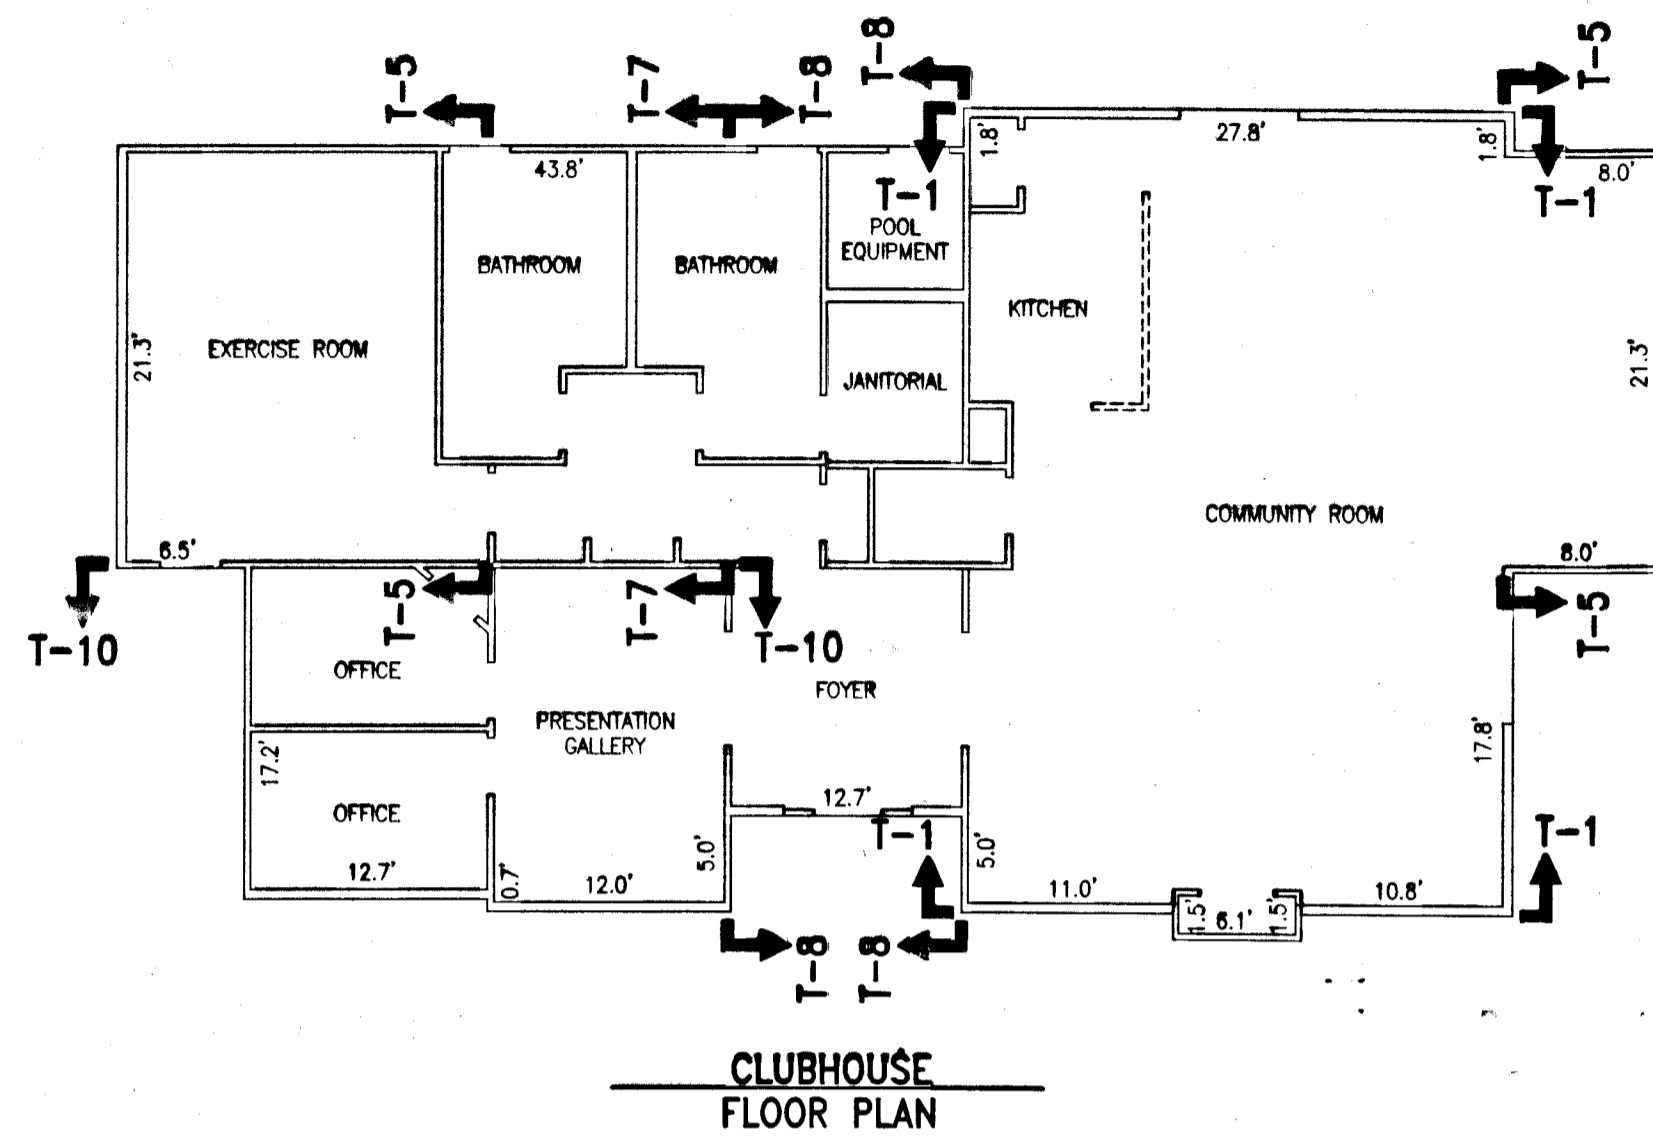 T-8
T-5
T-5
T-7
T-8
1.8'
27.8'
1.8'
43.8'
8.0'
T-1
T-1
POOL
EQUIPMENT
BATHROOM
BATHROOM
KITCHEN
21.3'
EXERCISE ROOM
21.3'
JANITORIAL
COMMUNITY ROOM
6.5'
8.0'
T-5
T-7
T-5
T-10
T-10
OFFICE
FOYER
PRESENTATION
GALLERY
17.2'
17.8'
12.7'
OFFICE
T-1
T-1
5.0'
5.0'
12.7'
0.7'
12.0'
11.0'
10.8'
1.5'
6.1'
1.5'
T-8
T-8
CLUBHOUSE
FLOOR PLAN